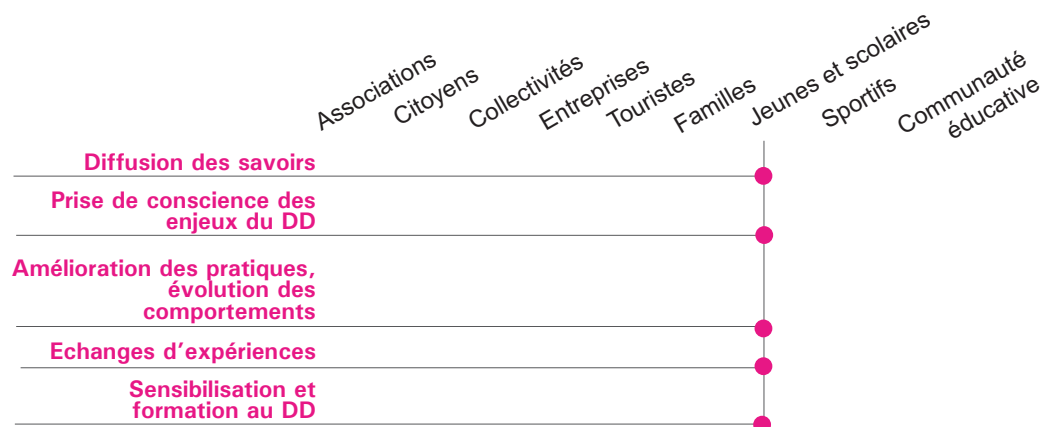 Associations
Citoyens
Collectivités
Entreprises
Touristes
Familles
Jeunes et scolaires
Sportifs
Communauté
éducative
Diffusion des savoirs
Prise de conscience des
enjeux du DD
Amélioration des pratiques,
évolution des
comportements
Echanges d'expériences
Sensibilisation et
formation au DD